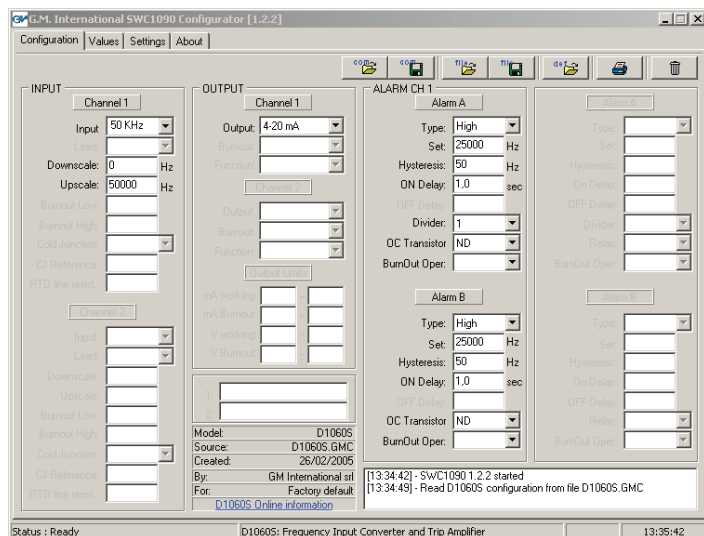 G.M. International SWC1090 Configurator [1.2.2]
Configuration Values Settings About
com com file file def
INPUT
Channel 1
Input 50 KHz
Lead:
Downscale: 0 Hz
Upscale: 50000 Hz
Burnout Low:
Burnout High:
Cold Junction:
CJ Reference:
RTD line resist.:
Channel 2
Input:
Lead:
Downscale:
Upscale:
Burnout Low:
Burnout High:
Cold Junction:
CJ Reference:
RTD line resist.:
OUTPUT
Channel 1
Output: 4-20 mA
Burnout:
Function:
Channel 2
Output:
Burnout:
Function:
Output Limits
mA working: -
mA Burnout: -
V working: -
V Burnout: -
1:
2:
Model: D1060S
Source: D1060S.GMC
Created: 26/02/2005
By: GM International srl
For: Factory default
D1060S Online information
ALARM CH 1
Alarm A
Type: High
Set: 25000 Hz
Hysteresis: 50 Hz
ON Delay: 1,0 sec
OFF Delay:
Divider: 1
OC Transistor ND
BurnOut Oper:
Alarm B
Type: High
Set: 25000 Hz
Hysteresis: 50 Hz
ON Delay: 1,0 sec
OFF Delay:
OC Transistor ND
BurnOut Oper:
Alarm A
Type:
Set:
Hysteresis:
On Delay:
OFF Delay:
Divider:
Relay:
BurnOut Oper:
Alarm B
Type:
Set:
Hysteresis:
On Delay:
OFF Delay:
Relay:
BurnOut Oper:
[13:34:42] - SWC1090 1.2.2 started
[13:34:49] - Read D1060S configuration from file D1060S.GMC
Status : Ready D1060S: Frequency Input Converter and Trip Amplifier 13:35:42